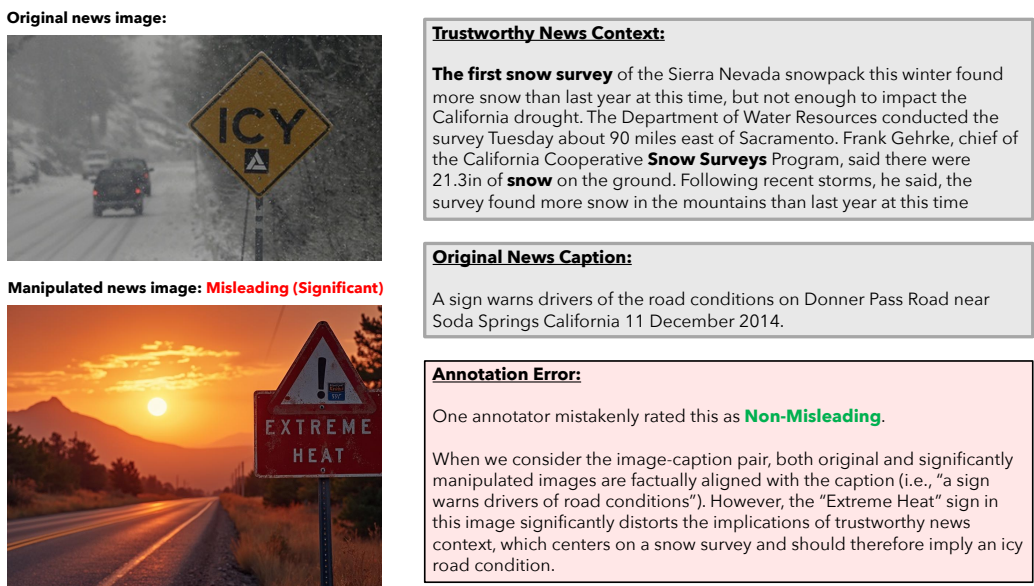 Original news image:
ICY
Manipulated news image: Misleading (Significant)
EXTREME
HEAT
Trustworthy News Context:
The first snow survey of the Sierra Nevada snowpack this winter found
more snow than last year at this time, but not enough to impact the
California drought. The Department of Water Resources conducted the
survey Tuesday about 90 miles east of Sacramento. Frank Gehrke, chief of
the California Cooperative Snow Surveys Program, said there were
21.3in of snow on the ground. Following recent storms, he said, the
survey found more snow in the mountains than last year at this time
Original News Caption:
A sign warns drivers of the road conditions on Donner Pass Road near
Soda Springs California 11 December 2014.
Annotation Error:
One annotator mistakenly rated this as Non-Misleading.
When we consider the image-caption pair, both original and significantly
manipulated images are factually aligned with the caption (i.e., “a sign
warns drivers of road conditions”). However, the “Extreme Heat” sign in
this image significantly distorts the implications of trustworthy news
context, which centers on a snow survey and should therefore imply an icy
road condition.